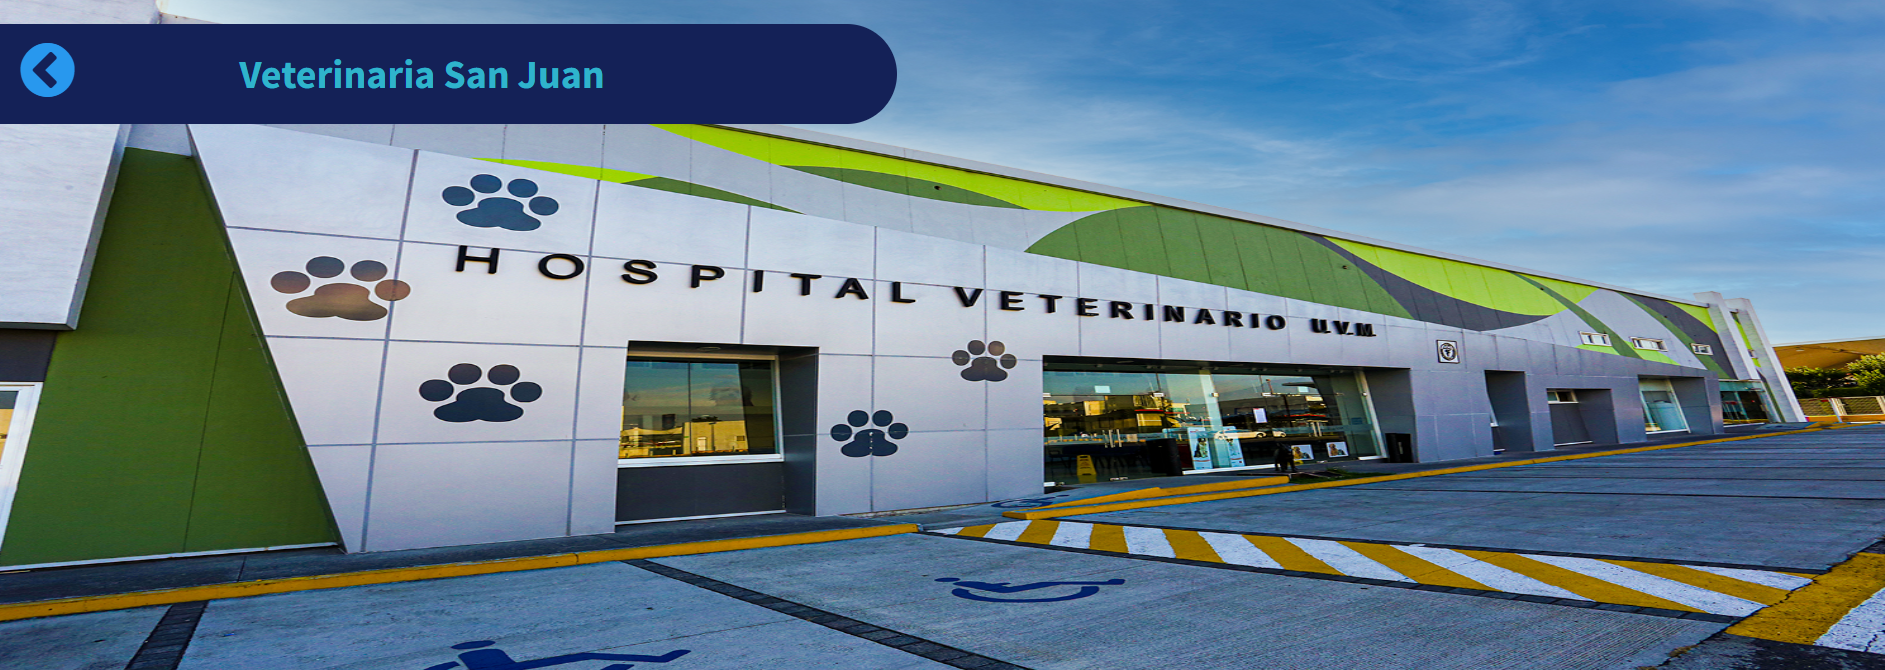 Veterinaria San Juan
HOSPITAL VETERINARIO U.V.M.